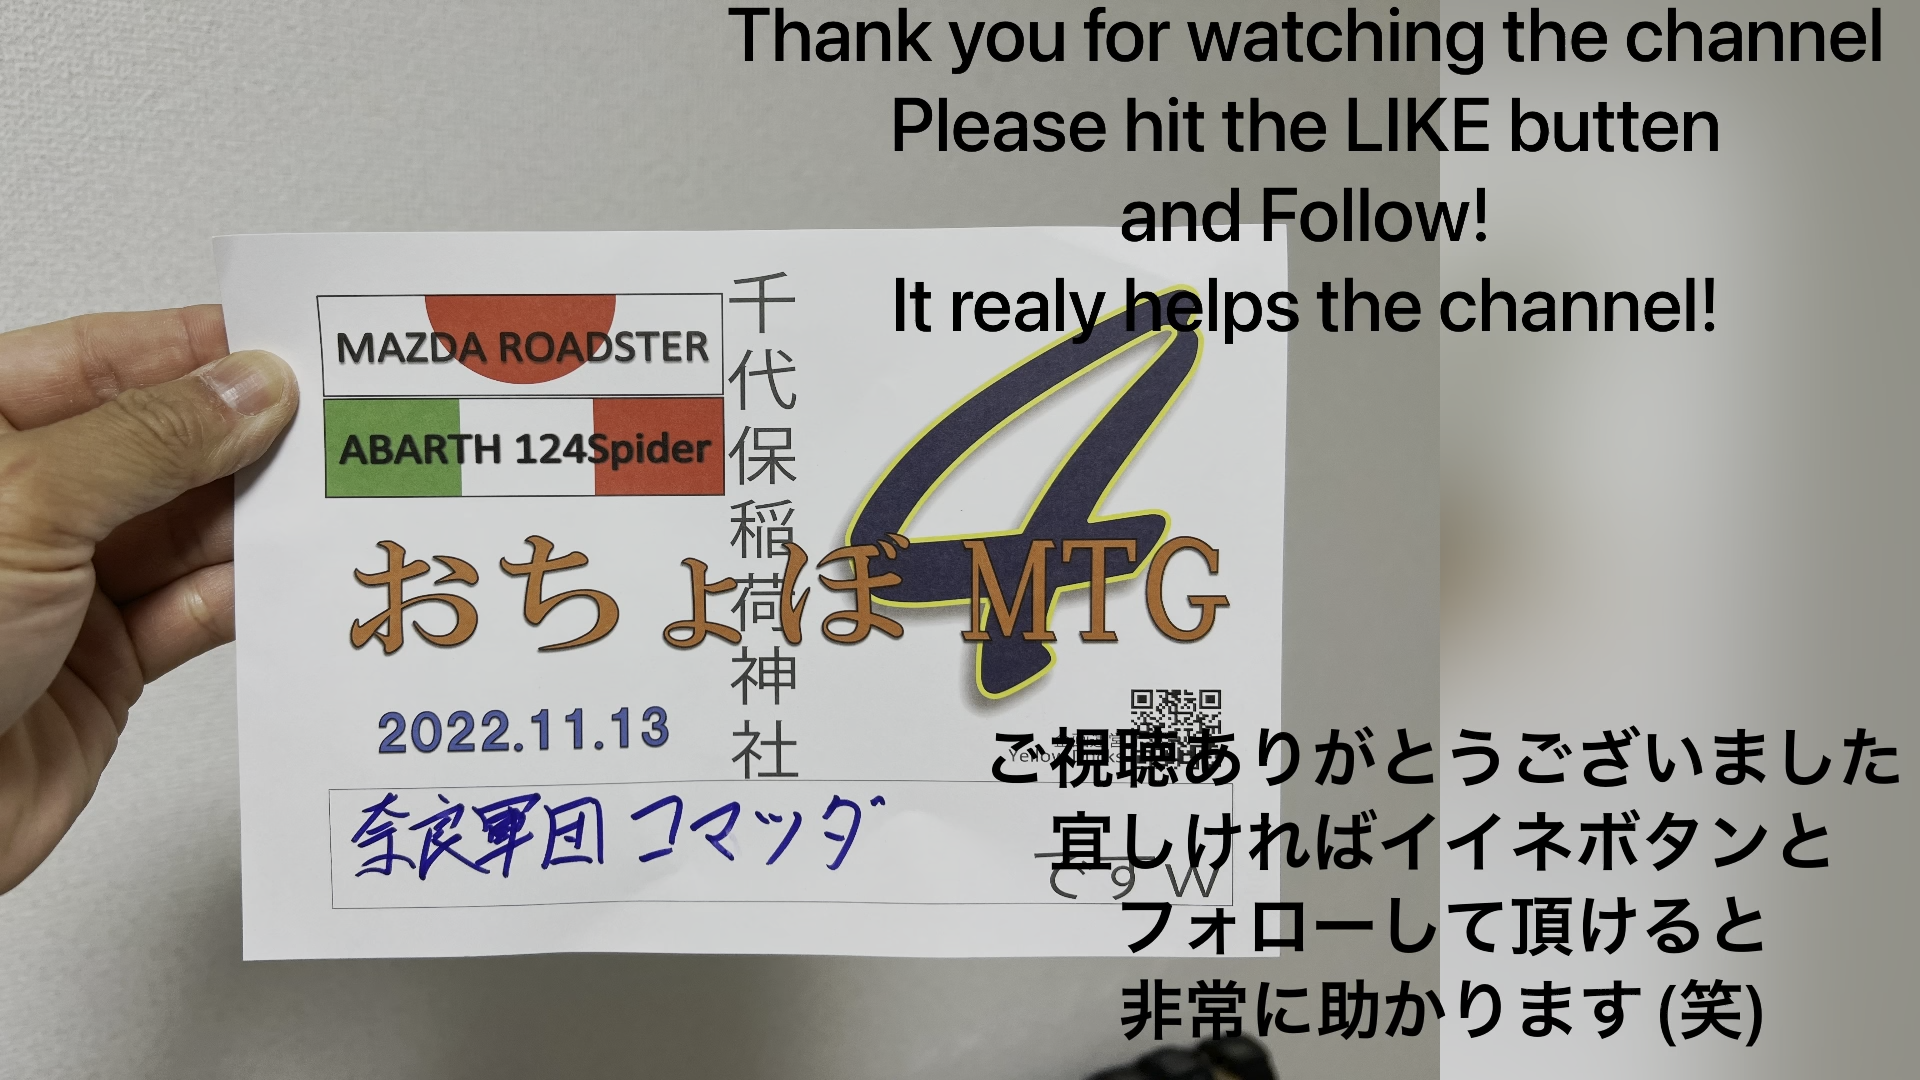 Thank you for watching the channel
Please hit the LIKE butten
and Follow!
It realy helps the channel!
MAZDA ROADSTER
ABARTH 124Spider
千代保稲荷神社
4
おちょぼ MTG
2022.11.13
奈良軍団 コマツダ
です W
ご視聴ありがとうございました
宜しければイイネボタンと
フォローして頂けると
非常に助かります(笑)